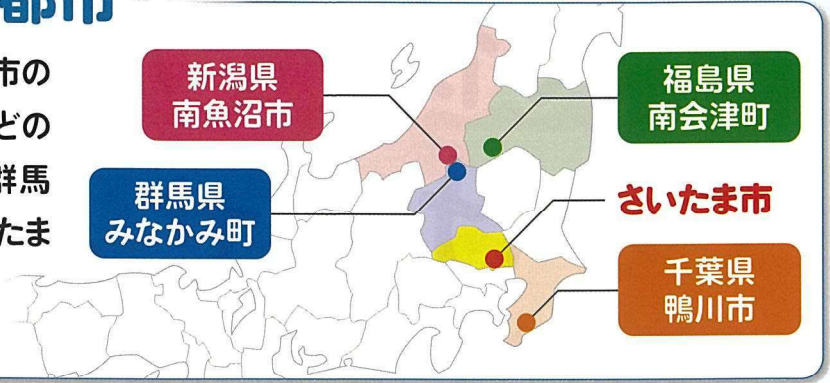 都市
市の
どの
群馬
たま
新潟県
南魚沼市
群馬県
みなかみ町
福島県
南会津町
さいたま市
千葉県
鴨川市